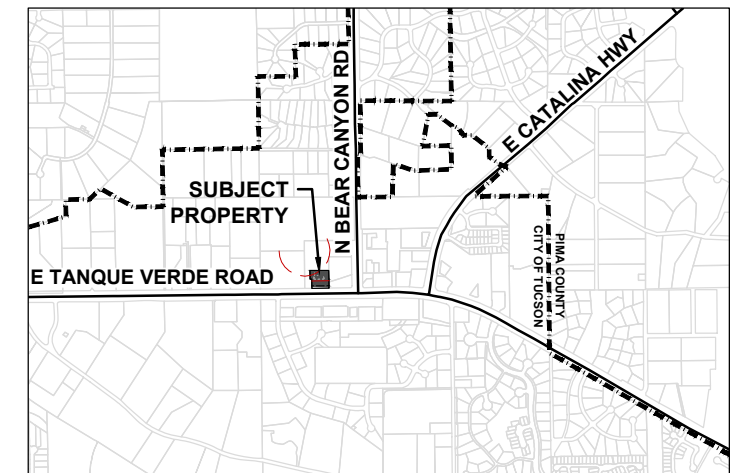 N BEAR CANYON RD
E CATALINA HWY
SUBJECT
PROPERTY
E TANQUE VERDE ROAD
PIMA COUNTY
CITY OF TUCSON